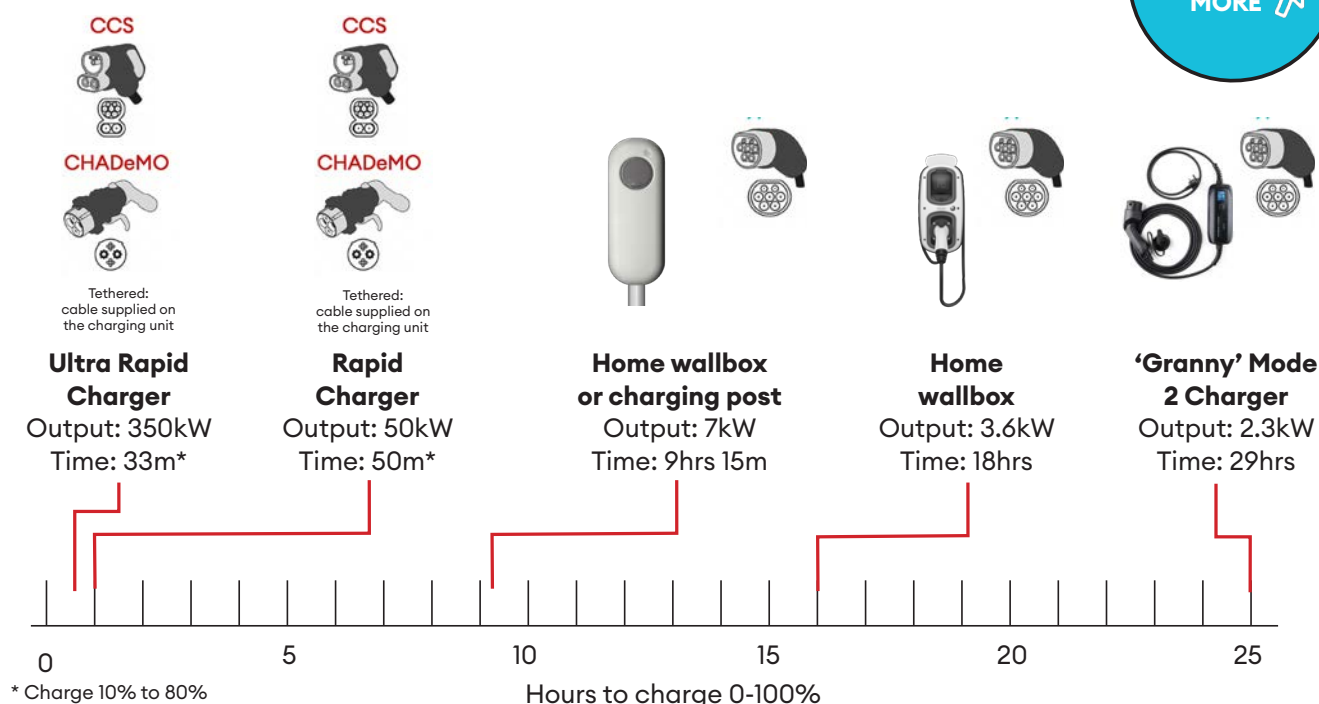 MORE
CCS
CHADeMO
Tethered:
cable supplied on
the charging unit
Ultra Rapid
Charger
Output: 350kW
Time: 33m*
CCS
CHADeMO
Tethered:
cable supplied on
the charging unit
Rapid
Charger
Output: 50kW
Time: 50m*
Home wallbox
or charging post
Output: 7kW
Time: 9hrs 15m
Home
wallbox
Output: 3.6kW
Time: 18hrs
‘Granny’ Mode
2 Charger
Output: 2.3kW
Time: 29hrs
0
5
10
15
20
25
* Charge 10% to 80%
Hours to charge 0-100%